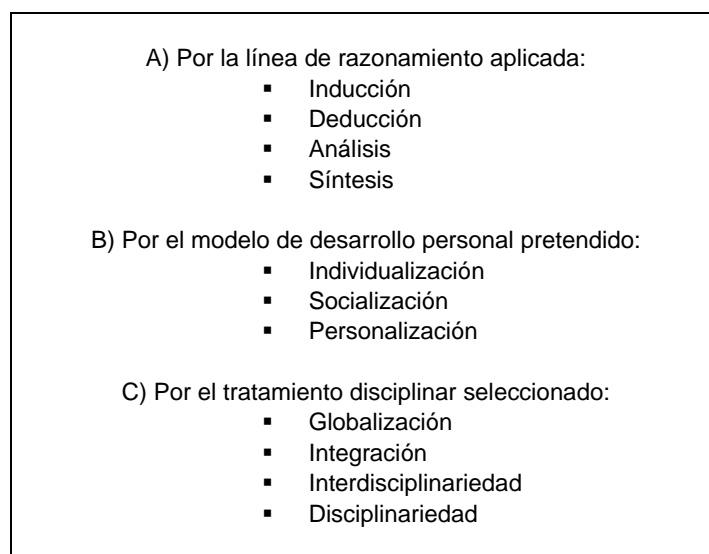 A) Por la línea de razonamiento aplicada:
▪ Inducción
▪ Deducción
▪ Análisis
▪ Síntesis
B) Por el modelo de desarrollo personal pretendido:
▪ Individualización
▪ Socialización
▪ Personalización
C) Por el tratamiento disciplinar seleccionado:
▪ Globalización
▪ Integración
▪ Interdisciplinariedad
▪ Disciplinariedad